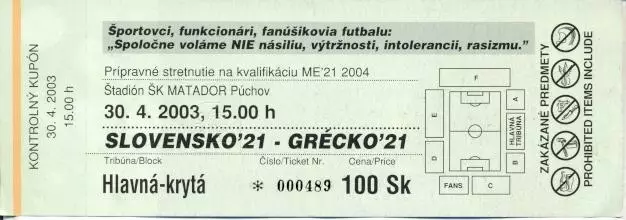 KONTROLNÝ KUPÓN
30. 4. 2003
15.00 h
Športovci, funkcionári, fanúšikovia futbalu:
„Spoločne voláme NIE násiliu, výtržnosti, intolerancii, rasizmu."
Prípravné stretnutie na kvalifikáciu ME'21 2004
Štadión ŠK MATADOR Púchov
30. 4. 2003, 15.00 h
SLOVENSKO'21 - GRÉCKO'21
Tribúna/Block Číslo/Ticket Nr. Cena/Price
Hlavná-krytá * 000489 100 Sk
F
E
A
HLAVNÁ
TRIBÚNA
D
B
FANS
C
ZAKÁZANÉ PREDMETY
PROHIBITED ITEMS INCLUDE